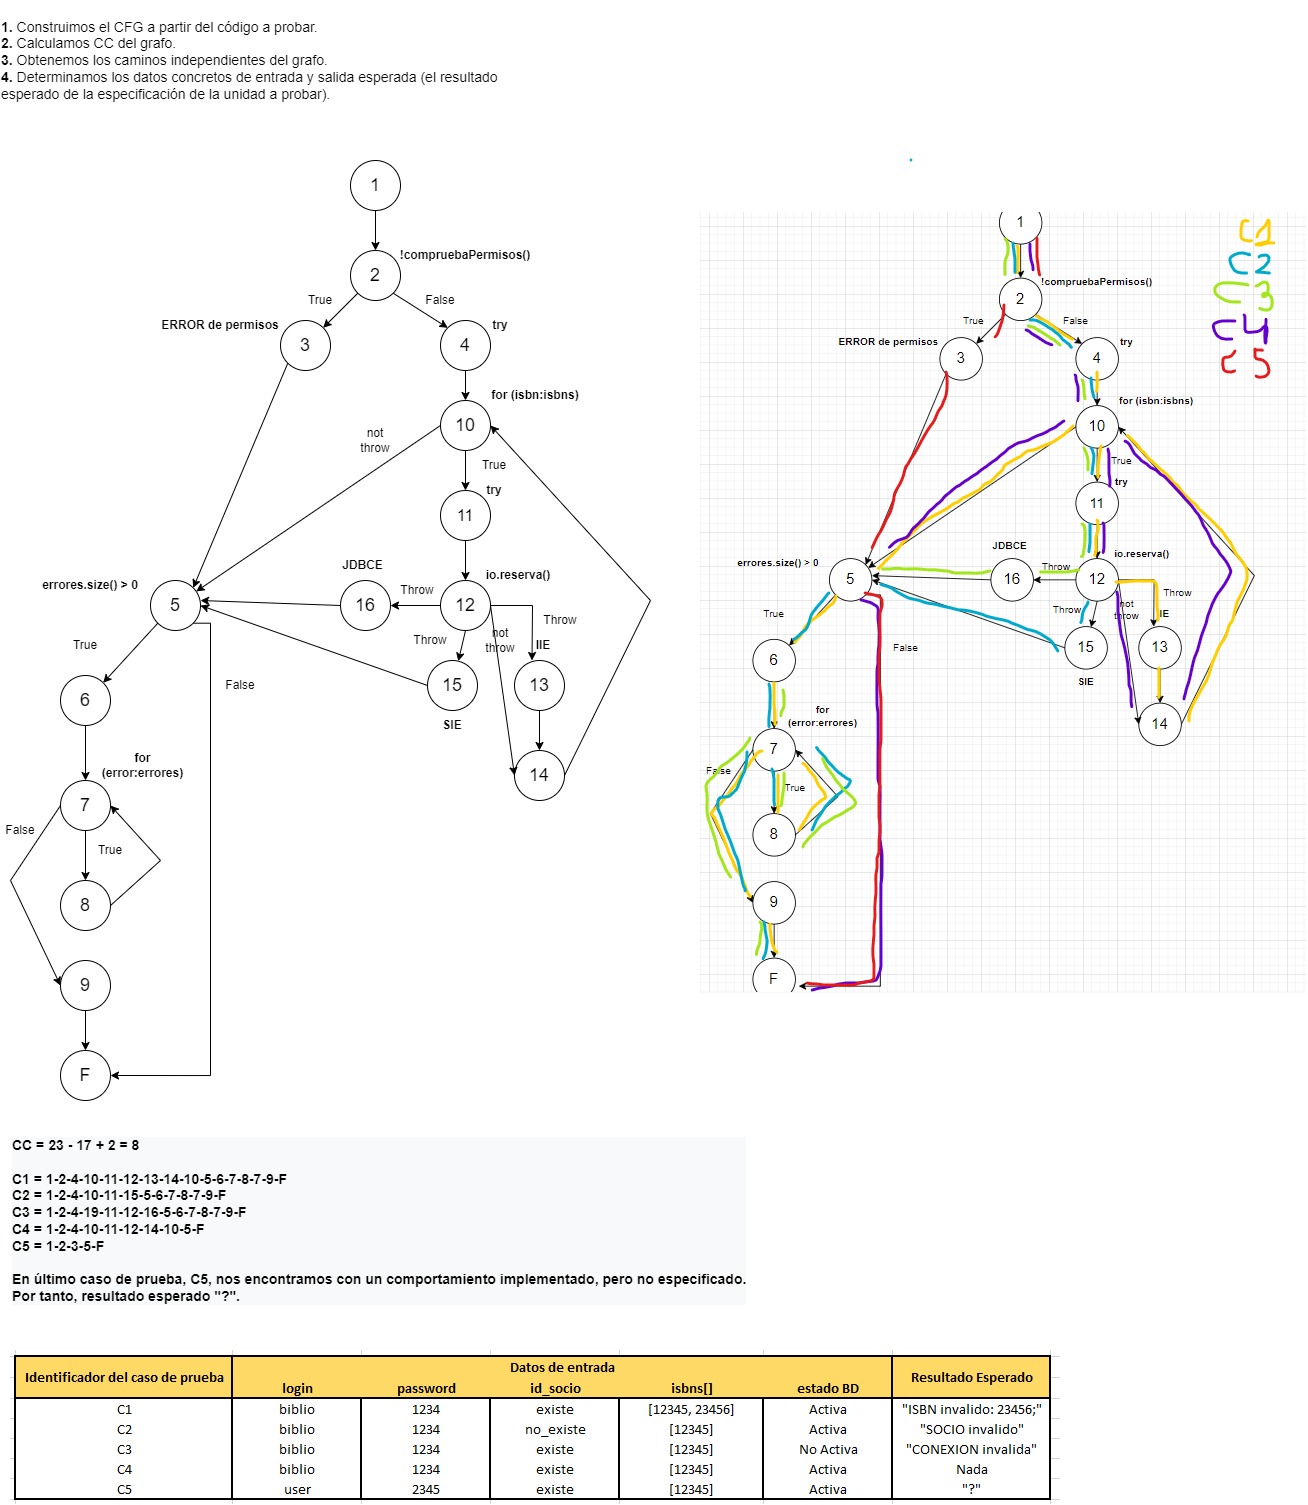 1. Construimos el CFG a partir del código a probar.
2. Calculamos CC del grafo.
3. Obtenemos los caminos independientes del grafo.
4. Determinamos los datos concretos de entrada y salida esperada (el resultado
esperado de la especificación de la unidad a probar).
1
!compruebaPermisos()
2
True
False
ERROR de permisos
try
3
4
for (isbn:isbns)
10
not
throw
True
try
11
JDBCE
io.reserva()
errores.size() > 0
Throw
5
16
12
Throw
Throw
not
throw
IIE
True
15
13
False
6
SIE
for
(error:errores)
14
7
False
True
8
9
F
1
C1
C2
!compruebaPermisos()
2
C3
True
False
C4
ERROR de permisos
try
3
4
C5
for (isbn:isbns)
10
True
try
11
JDBCE
io.reserva()
errores.size() > 0
Throw
5
16
12
Throw
Throw
not
throw
IE
True
False
15
13
6
SIE
for
(error:errores)
14
7
False
True
8
9
F
CC = 23 - 17 + 2 = 8
C1 = 1-2-4-10-11-12-13-14-10-5-6-7-8-7-9-F
C2 = 1-2-4-10-11-15-5-6-7-8-7-9-F
C3 = 1-2-4-19-11-12-16-5-6-7-8-7-9-F
C4 = 1-2-4-10-11-12-14-10-5-F
C5 = 1-2-3-5-F
En último caso de prueba, C5, nos encontramos con un comportamiento implementado, pero no especificado.
Por tanto, resultado esperado "?".
Identificador del caso de prueba Datos de entrada Resultado Esperado
login password id_socio isbns[] estado BD
C1 biblio 1234 existe [12345, 23456] Activa "ISBN invalido: 23456;"
C2 biblio 1234 no_existe [12345] Activa "SOCIO invalido"
C3 biblio 1234 existe [12345] No Activa "CONEXION invalida"
C4 biblio 1234 existe [12345] Activa Nada
C5 user 2345 existe [12345] Activa "?"